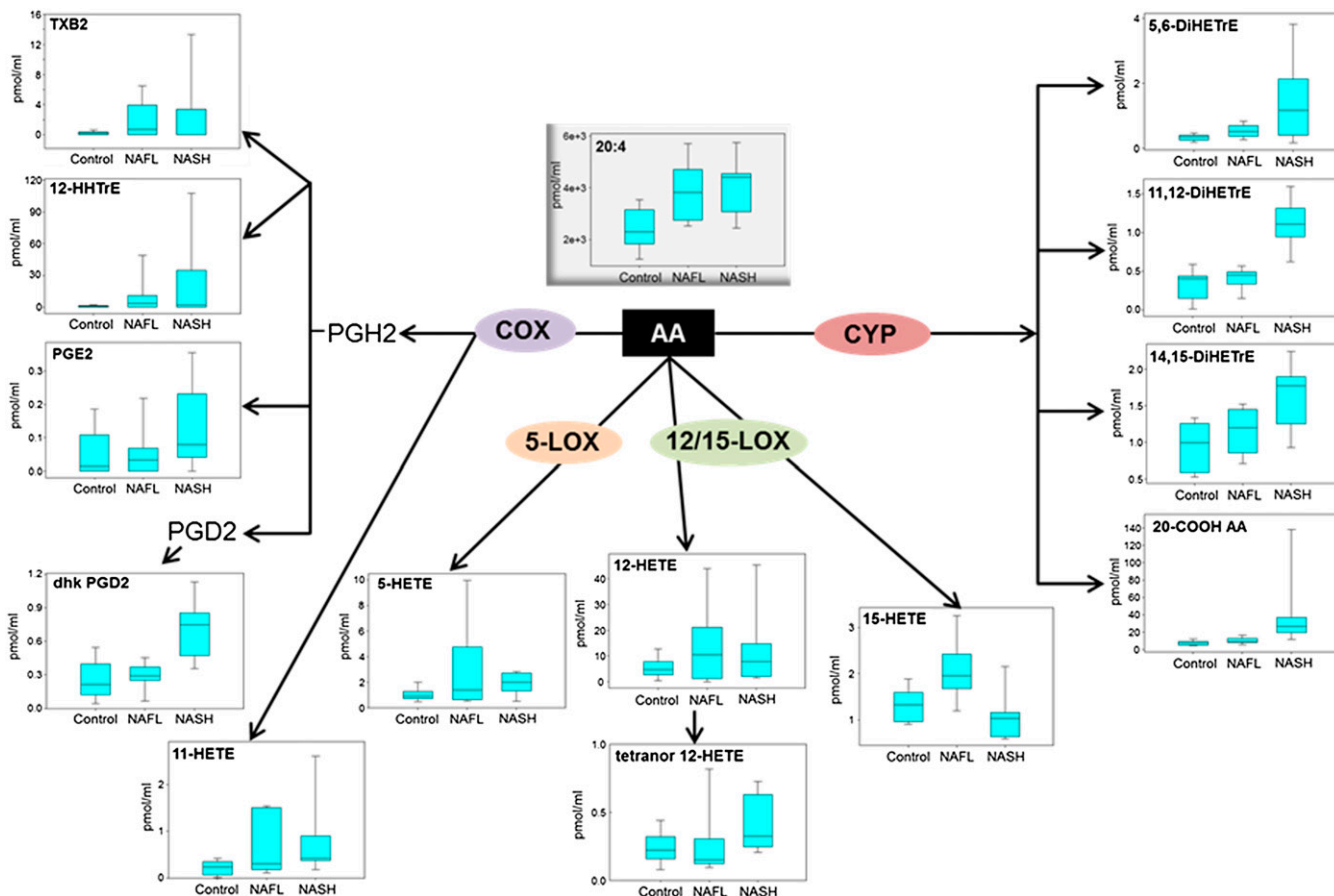 TXB2
pmol/ml
16
12
8
4
0
Control NAFL NASH
12-HHTrE
pmol/ml
120
90
60
30
0
Control NAFL NASH
PGE2
pmol/ml
0.3
0.2
0.1
0.0
Control NAFL NASH
PGH2
PGD2
dhk PGD2
pmol/ml
1.2
0.9
0.6
0.3
0.0
Control NAFL NASH
11-HETE
pmol/ml
2
1
0
Control NAFL NASH
20:4
pmol/ml
6e+3
4e+3
2e+3
Control NAFL NASH
COX
AA
CYP
5-LOX
12/15-LOX
5-HETE
pmol/ml
10
8
6
4
2
0
Control NAFL NASH
12-HETE
pmol/ml
40
30
20
10
0
Control NAFL NASH
tetranor 12-HETE
pmol/ml
1.0
0.5
0.0
Control NAFL NASH
15-HETE
pmol/ml
3
2
1
Control NAFL NASH
5,6-DiHETrE
pmol/ml
4
2
0
Control NAFL NASH
11,12-DiHETrE
pmol/ml
1.5
1.0
0.5
0.0
Control NAFL NASH
14,15-DiHETrE
pmol/ml
2.0
1.5
1.0
0.5
Control NAFL NASH
20-COOH AA
pmol/ml
140
120
100
80
60
40
20
0
Control NAFL NASH